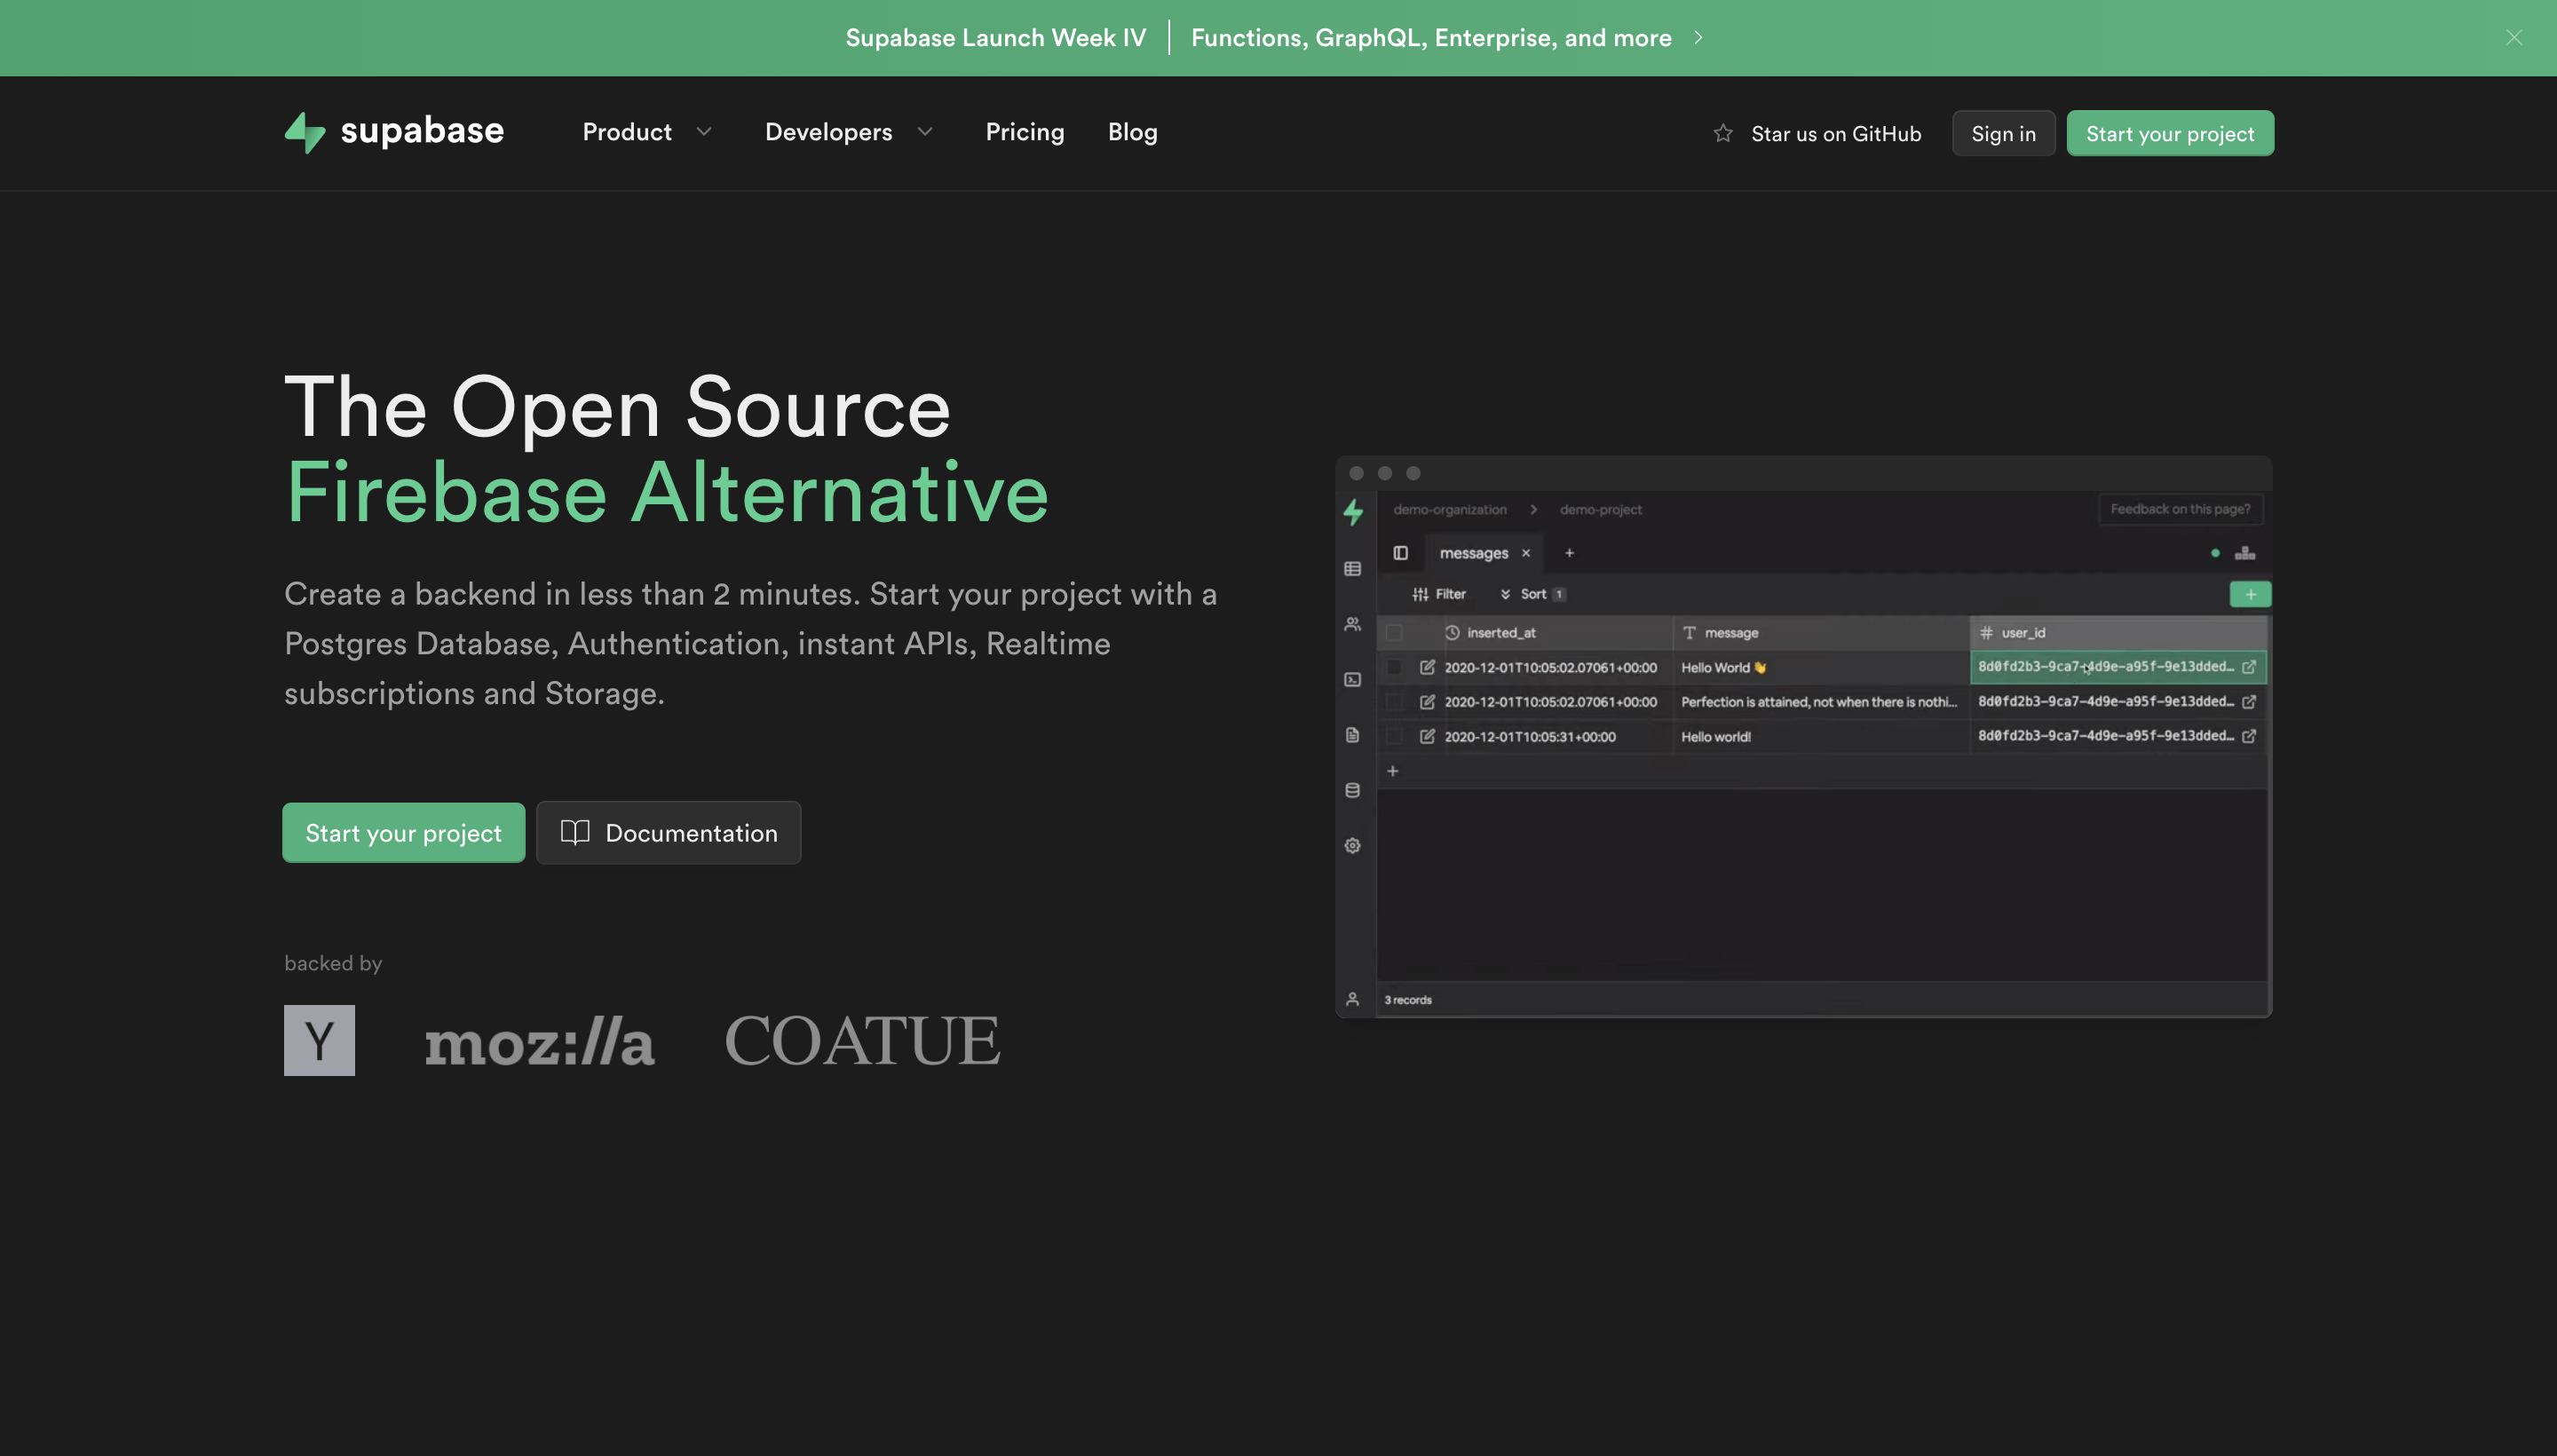 Supabase Launch Week IV
Functions, GraphQL, Enterprise, and more
supabase
Product
Developers
Pricing
Blog
Star us on GitHub
Sign in
Start your project
The Open Source
Firebase Alternative
Create a backend in less than 2 minutes. Start your project with a
Postgres Database, Authentication, instant APIs, Realtime
subscriptions and Storage.
Start your project
Documentation
backed by
Y
moz://a
COATUE
demo-organization
demo-project
Feedback on this page?
messages
Filter
Sort 1
inserted_at
message
user_id
2020-12-01T10:05:02.07061+00:00 Hello World 👋 8d0fd2b3-9ca7-4d9e-a95f-9e13dded…
2020-12-01T10:05:02.07061+00:00 Perfection is attained, not when there is nothi… 8d0fd2b3-9ca7-4d9e-a95f-9e13dded…
2020-12-01T10:05:31+00:00 Hello world! 8d0fd2b3-9ca7-4d9e-a95f-9e13dded…
3 records